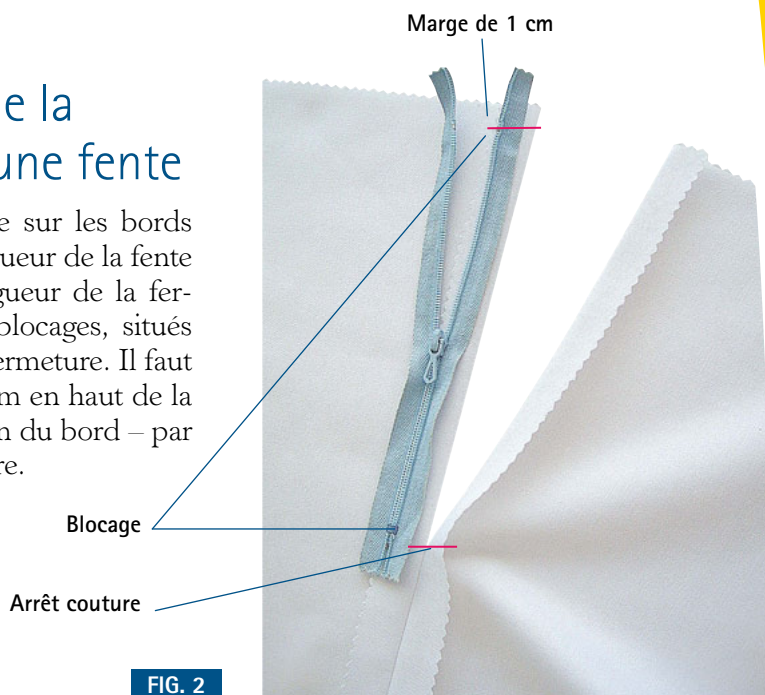 Marge de 1 cm
e la
une fente
e sur les bords
ueur de la fente
gueur de la fer-
blocages, situés
ermeture. Il faut
m en haut de la
n du bord – par
re.
Blocage
Arrêt couture
FIG. 2